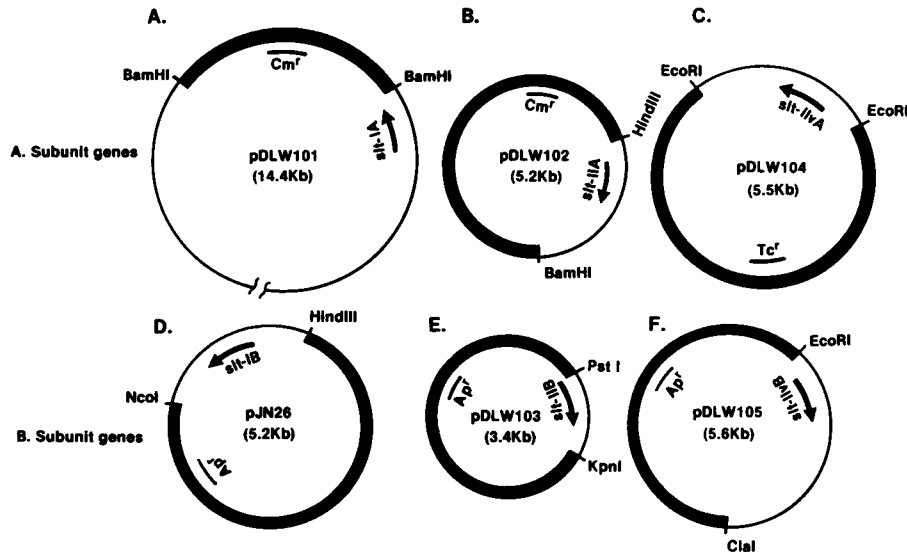 A.
BamHI
Cmr
BamHI
slt-IA
A. Subunit genes
pDLW101
(14.4Kb)
B.
Cmr
HindIII
pDLW102
(5.2Kb)
slt-IIA
BamHI
C.
EcoRI
slt-IIvA
EcoRI
pDLW104
(5.5Kb)
Tcr
D.
HindIII
slt-IB
NcoI
pJN26
(5.2Kb)
B. Subunit genes
Apr
E.
Pst I
Apr
slt-IIB
pDLW103
(3.4Kb)
KpnI
F.
EcoRI
Apr
slt-IIvB
pDLW105
(5.6Kb)
ClaI